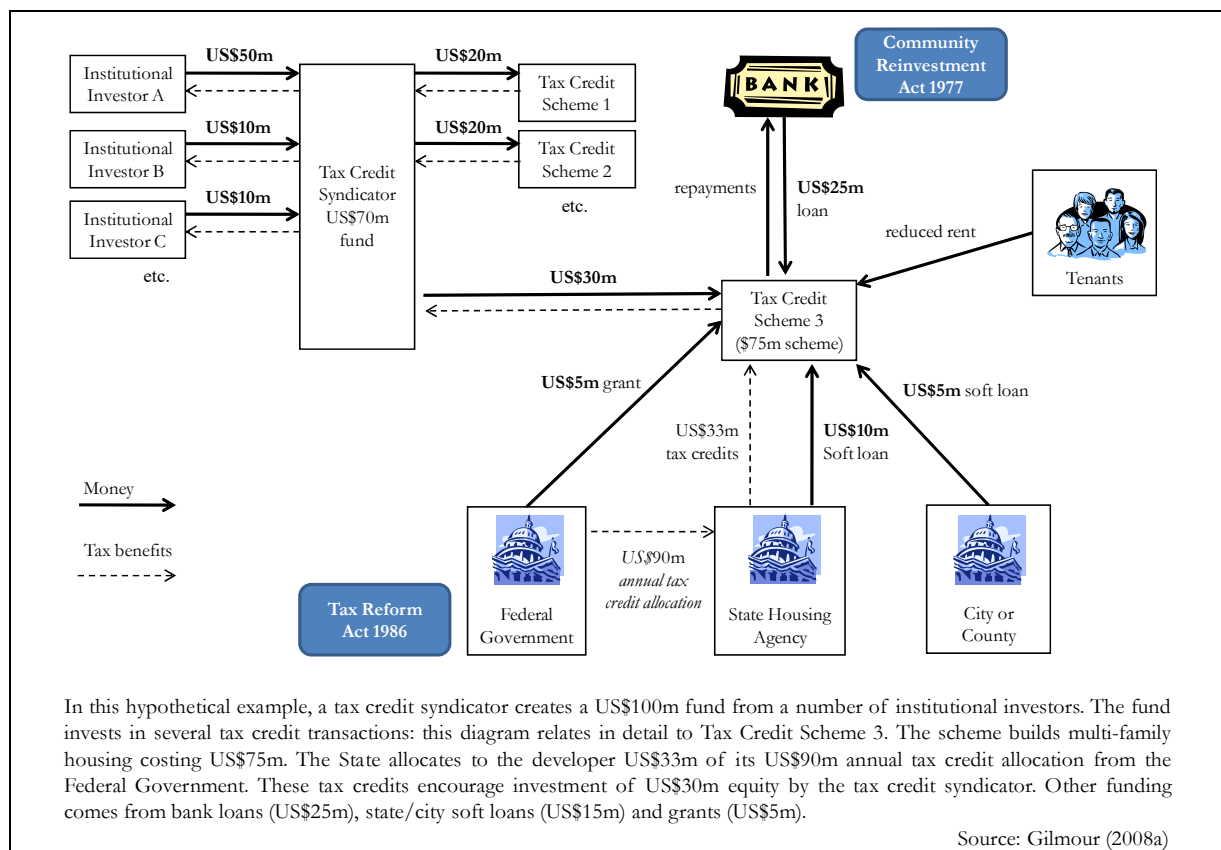 Institutional
Investor A
US$50m
Institutional
Investor B
US$10m
Institutional
Investor C
US$10m
etc.
Tax Credit
Syndicator
US$70m
fund
US$20m
Tax Credit
Scheme 1
US$20m
Tax Credit
Scheme 2
etc.
US$30m
BANK
Community
Reinvestment
Act 1977
repayments
US$25m
loan
reduced rent
Tenants
Tax Credit
Scheme 3
($75m scheme)
US$5m grant
US$33m
tax credits
US$10m
Soft loan
US$5m soft loan
Money
Tax benefits
Tax Reform
Act 1986
Federal
Government
US$90m
annual tax
credit allocation
State Housing
Agency
City or
County
In this hypothetical example, a tax credit syndicator creates a US$100m fund from a number of institutional investors. The fund
invests in several tax credit transactions: this diagram relates in detail to Tax Credit Scheme 3. The scheme builds multi-family
housing costing US$75m. The State allocates to the developer US$33m of its US$90m annual tax credit allocation from the
Federal Government. These tax credits encourage investment of US$30m equity by the tax credit syndicator. Other funding
comes from bank loans (US$25m), state/city soft loans (US$15m) and grants (US$5m).
Source: Gilmour (2008a)